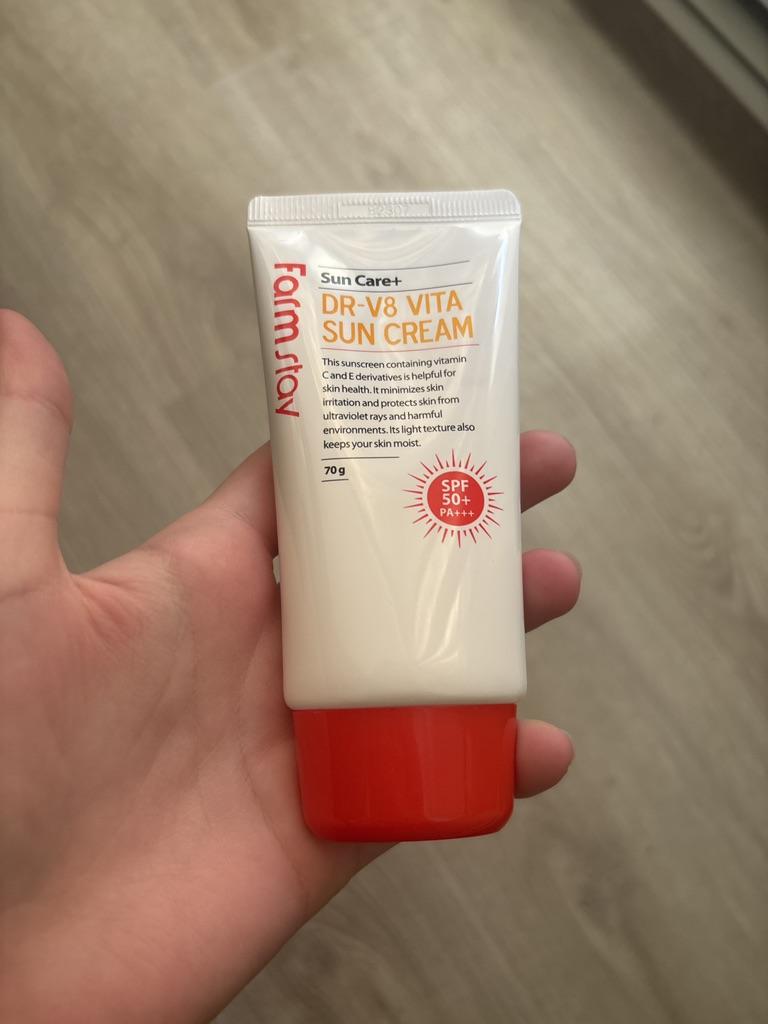 Farm stay
Sun Care+
DR-V8 VITA
SUN CREAM
This sunscreen containing vitamin
C and E derivatives is helpful for
skin health. It minimizes skin
irritation and protects skin from
ultraviolet rays and harmful
environments. Its light texture also
keeps your skin moist.
70 g
SPF
50+
PA+++